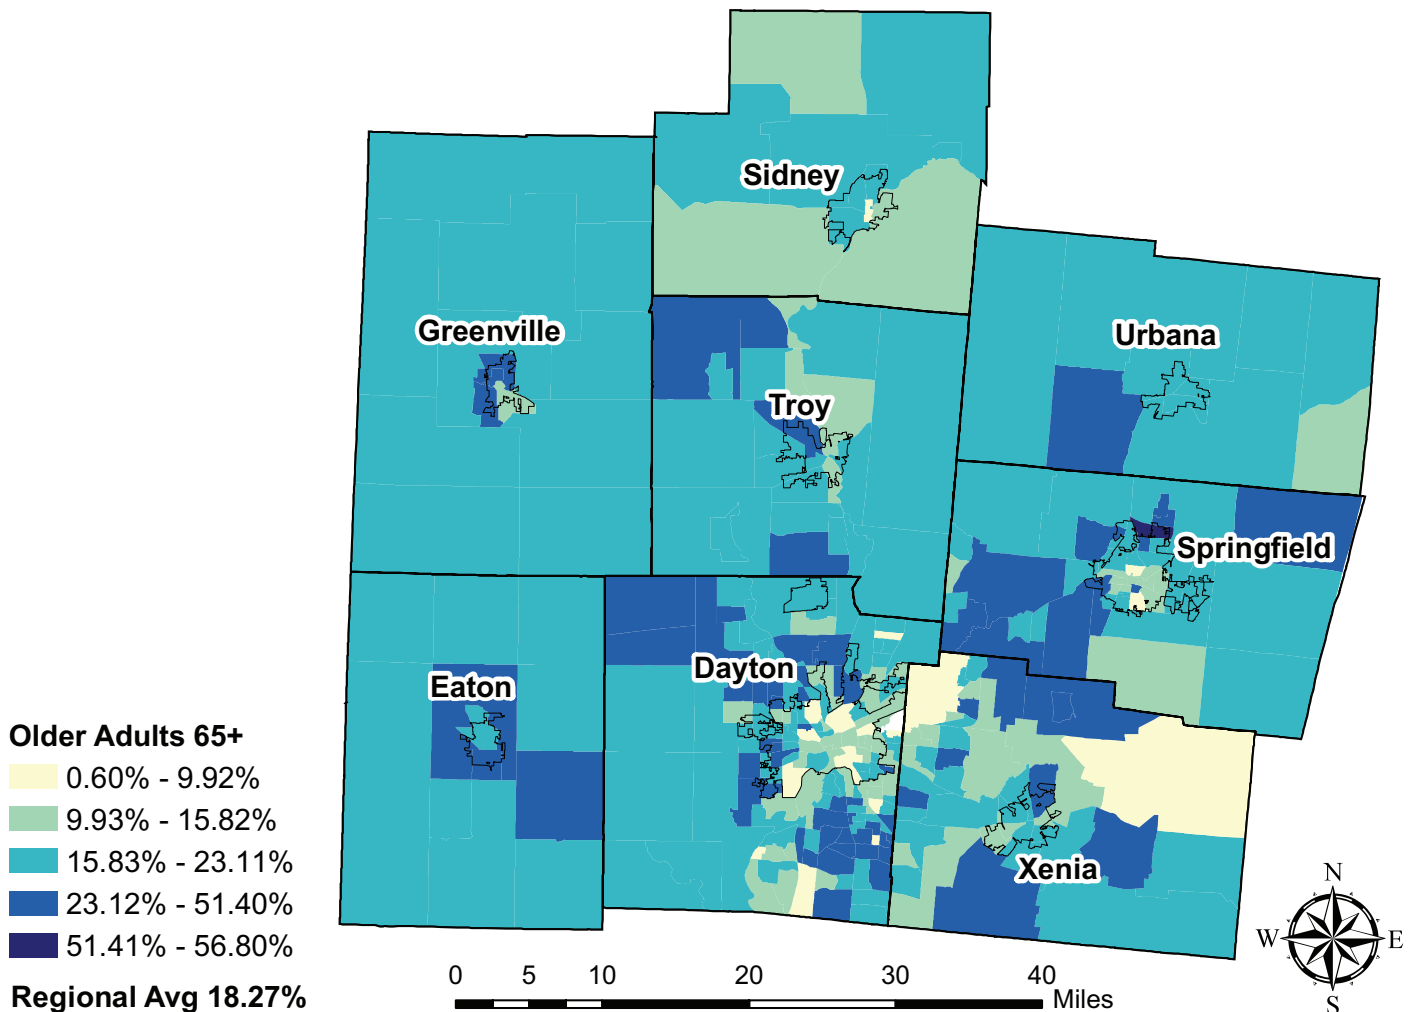 Sidney
Greenville
Urbana
Troy
Springfield
Dayton
Eaton
Xenia
Older Adults 65+
0.60% - 9.92%
9.93% - 15.82%
15.83% - 23.11%
23.12% - 51.40%
51.41% - 56.80%
Regional Avg 18.27%
0 5 10 20 30 40
Miles
N
W E
S